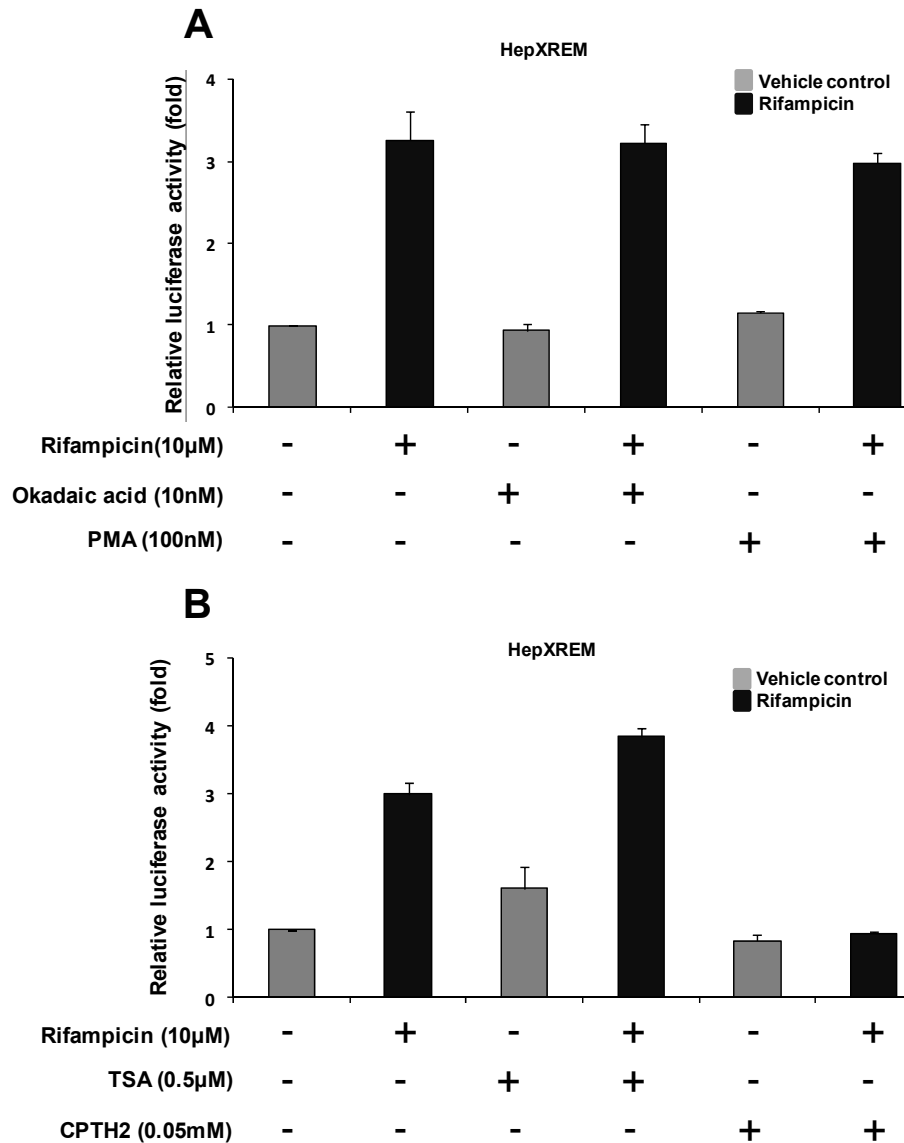 A
HepXREM
Vehicle control
Rifampicin
Relative luciferase activity (fold)
4
3
2
1
0
Rifampicin(10µM) - + - + - +
Okadaic acid (10nM) - - + + - -
PMA (100nM) - - - - + +
B
HepXREM
Vehicle control
Rifampicin
Relative luciferase activity (fold)
5
4
3
2
1
0
Rifampicin (10µM) - + - + - +
TSA (0.5µM) - - + + - -
CPTH2 (0.05mM) - - - - + +